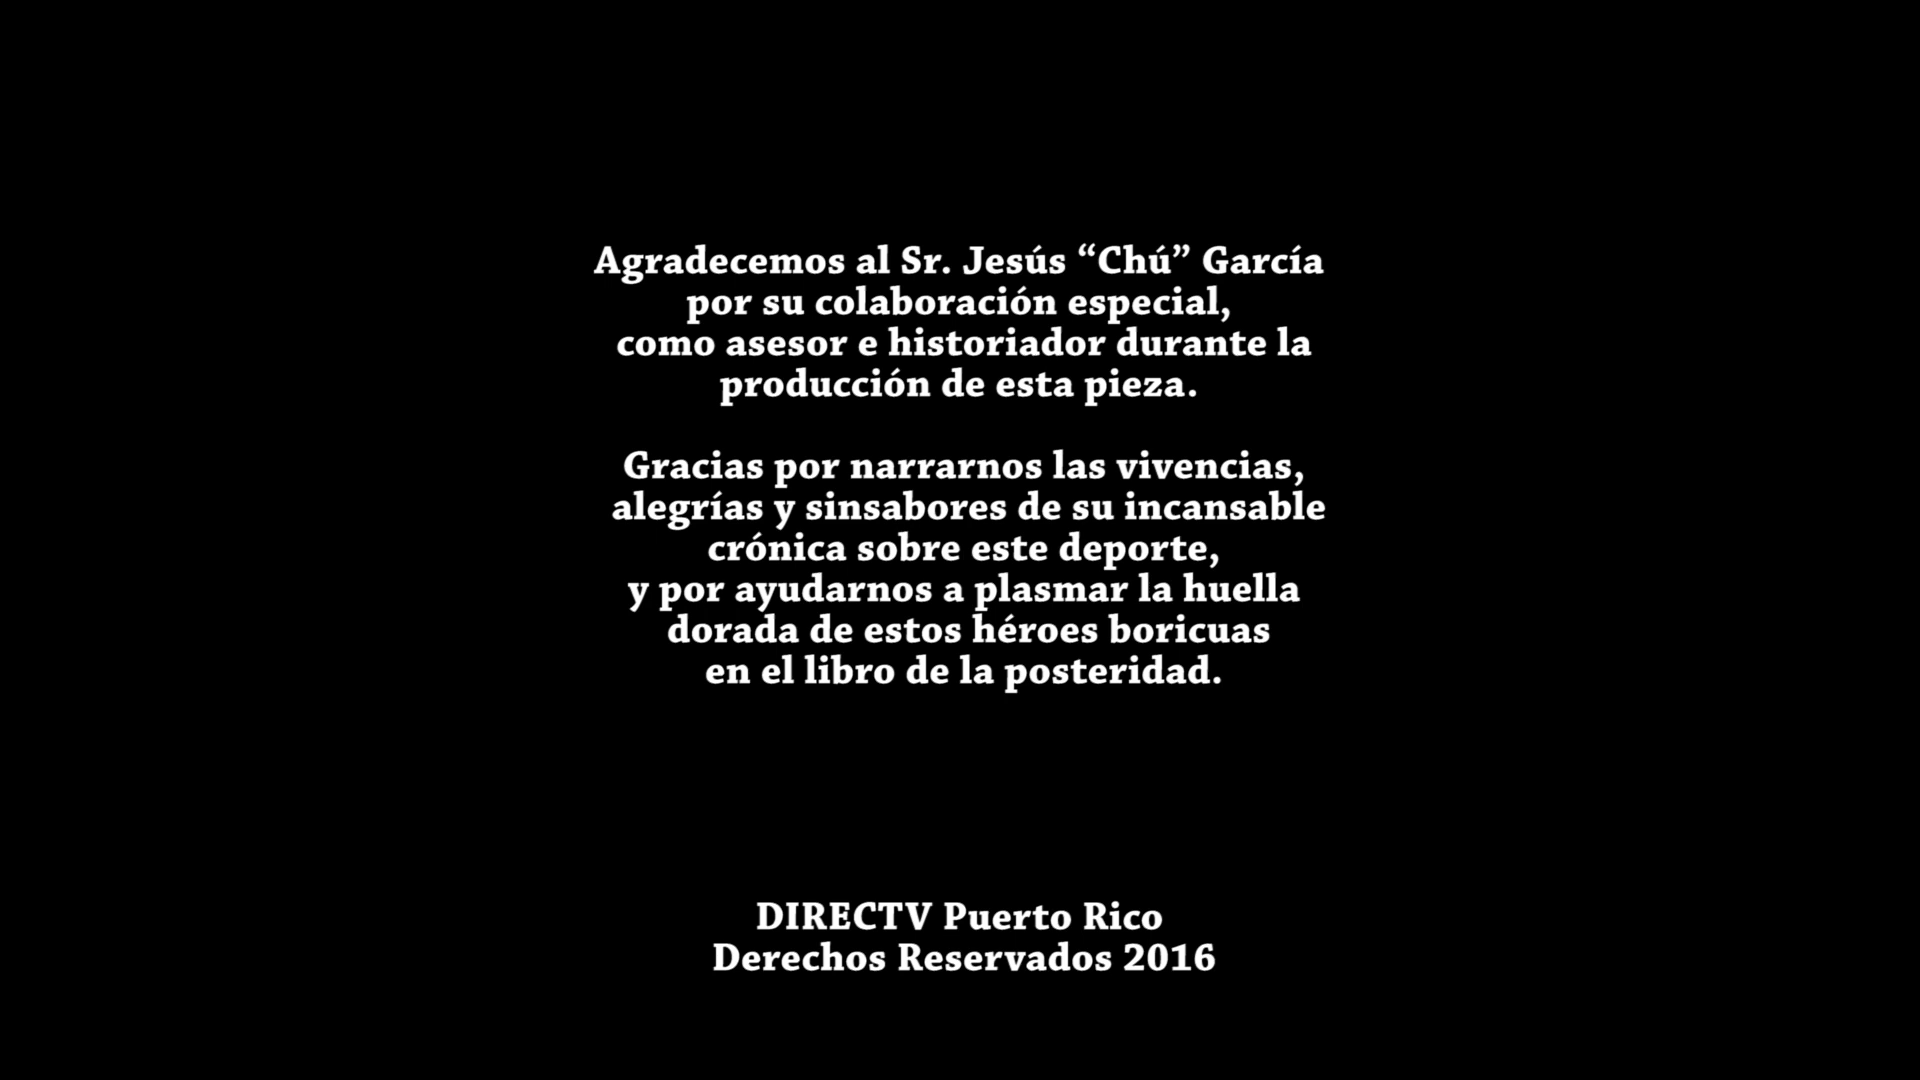 Agradecemos al Sr. Jesús “Chú” García
por su colaboración especial,
como asesor e historiador durante la
producción de esta pieza.
Gracias por narrarnos las vivencias,
alegrías y sinsabores de su incansable
crónica sobre este deporte,
y por ayudarnos a plasmar la huella
dorada de estos héroes boricuas
en el libro de la posteridad.
DIRECTV Puerto Rico
Derechos Reservados 2016